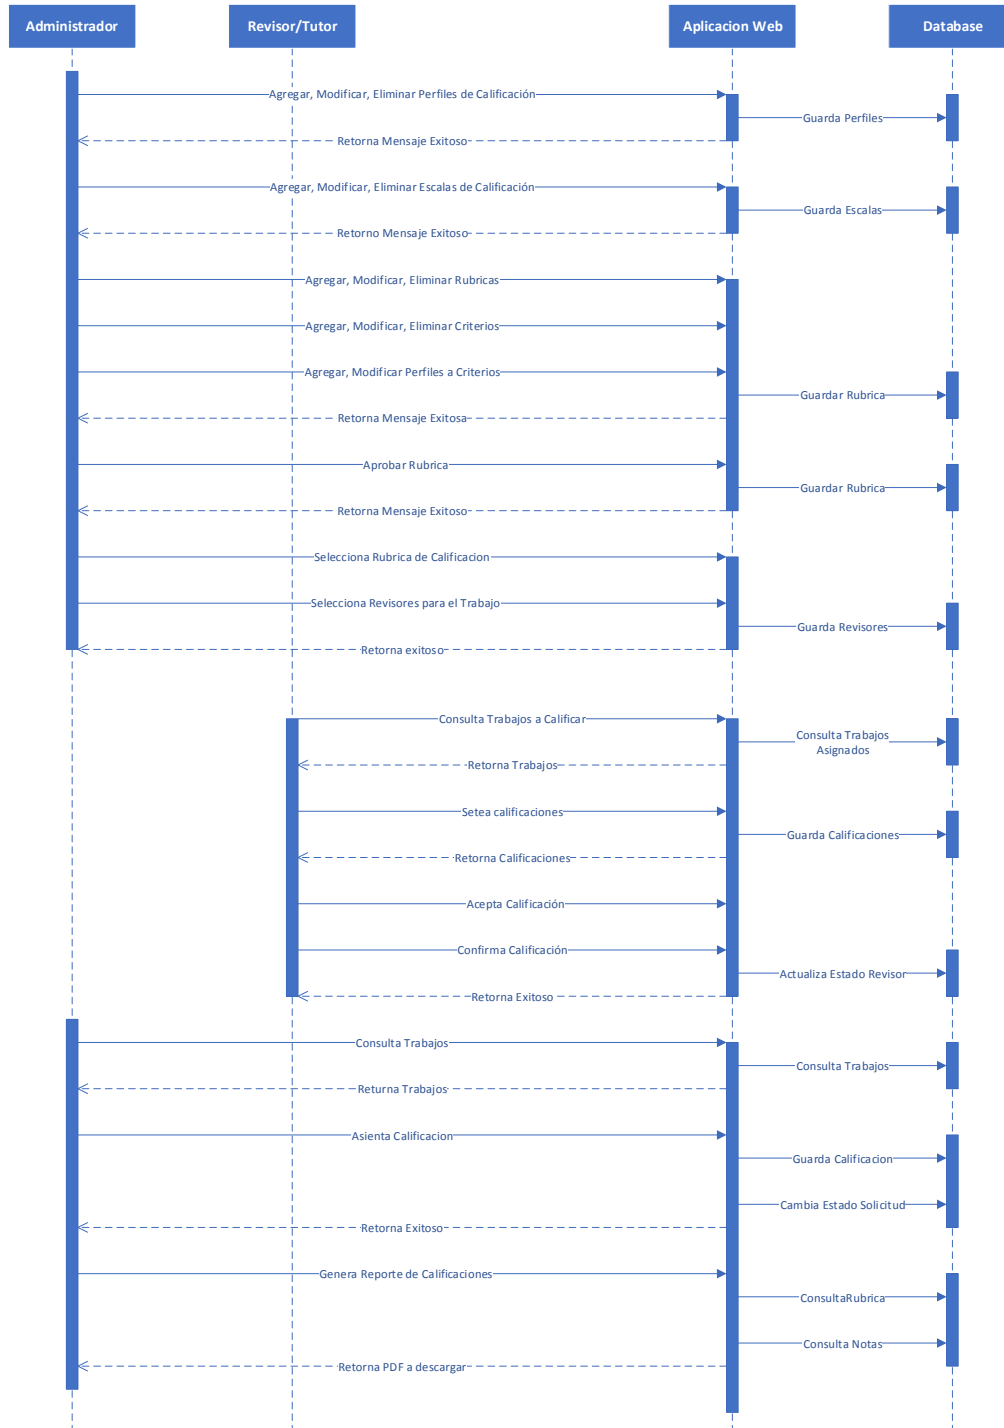 Administrador
Revisor/Tutor
Aplicacion Web
Database
Agregar, Modificar, Eliminar Perfiles de Calificación
Guarda Perfiles
Retorna Mensaje Exitoso
Agregar, Modificar, Eliminar Escalas de Calificación
Guarda Escalas
Retorno Mensaje Exitoso
Agregar, Modificar, Eliminar Rubricas
Agregar, Modificar, Eliminar Criterios
Agregar, Modificar Perfiles a Criterios
Guardar Rubrica
Retorna Mensaje Exitosa
Aprobar Rubrica
Guardar Rubrica
Retorna Mensaje Exitoso
Selecciona Rubrica de Calificacion
Selecciona Revisores para el Trabajo
Guarda Revisores
Retorna exitoso
Consulta Trabajos a Calificar
Consulta Trabajos
Asignados
Retorna Trabajos
Setea calificaciones
Guarda Calificaciones
Retorna Calificaciones
Acepta Calificación
Confirma Calificación
Actualiza Estado Revisor
Retorna Exitoso
Consulta Trabajos
Consulta Trabajos
Returna Trabajos
Asienta Calificacion
Guarda Calificacion
Cambia Estado Solicitud
Retorna Exitoso
Genera Reporte de Calificaciones
ConsultaRubrica
Consulta Notas
Retorna PDF a descargar